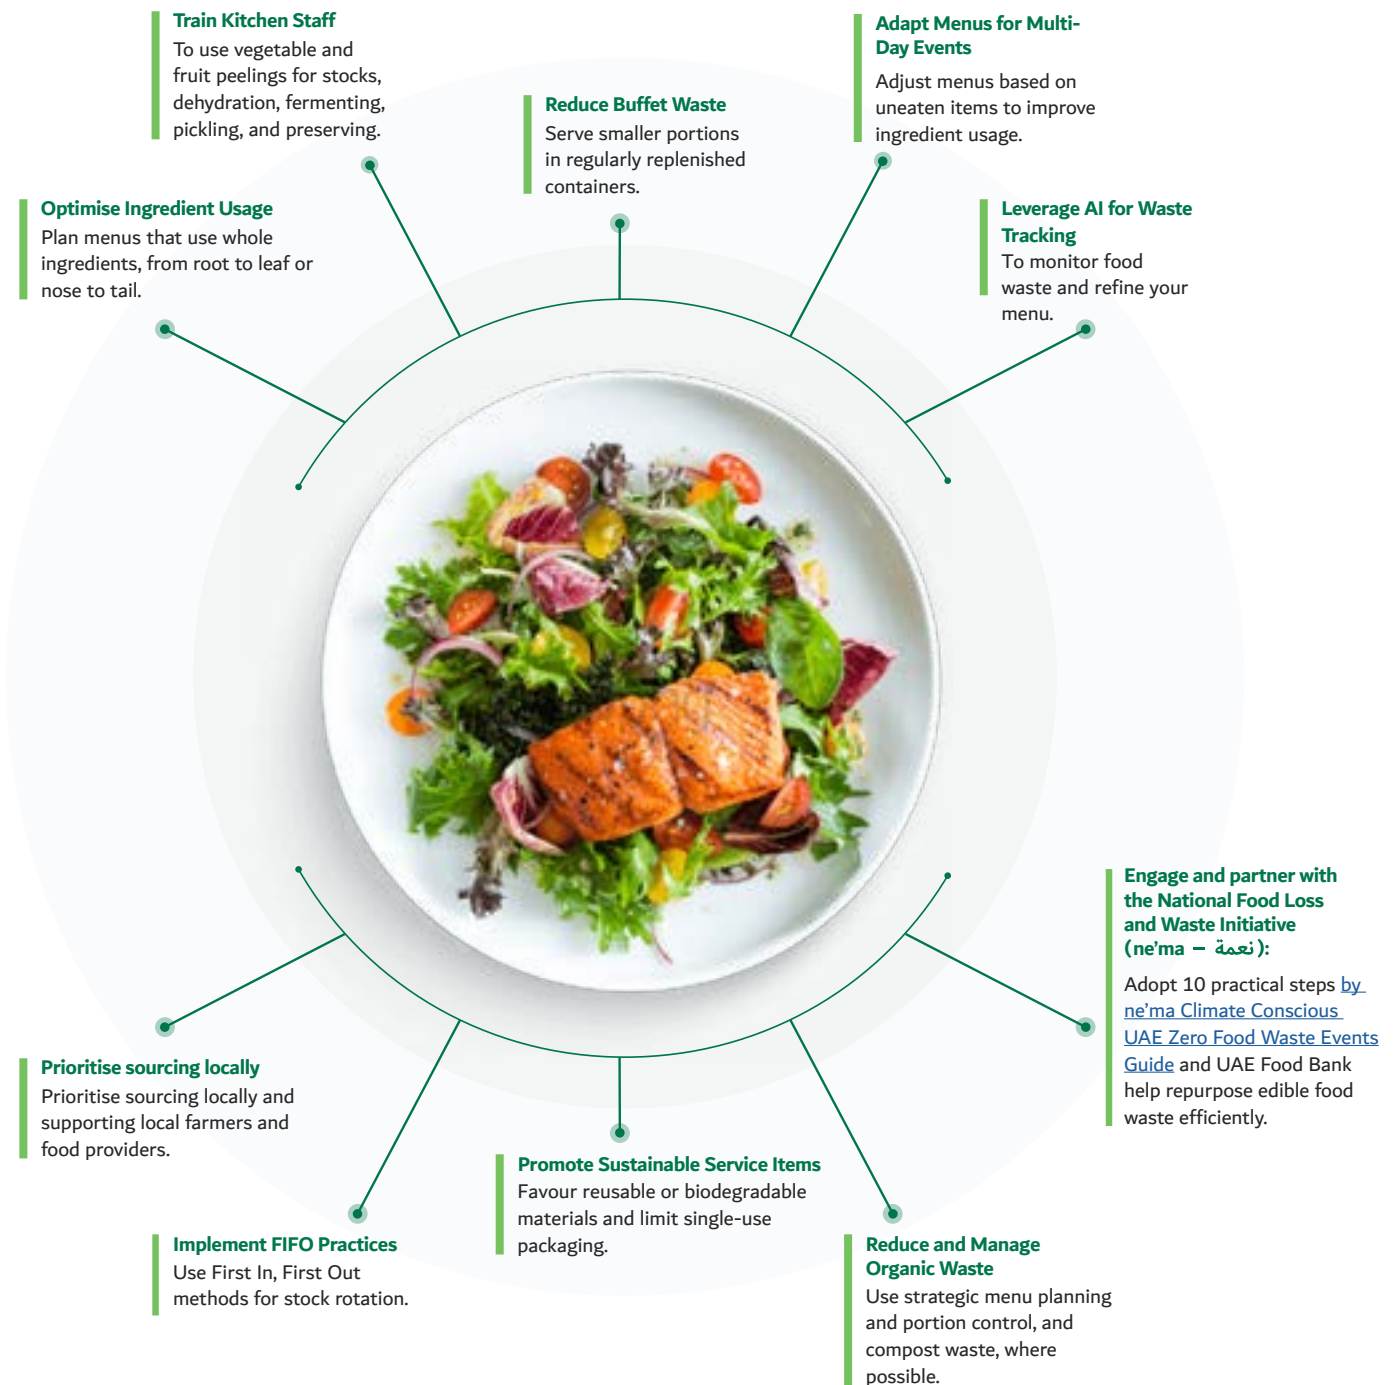 Train Kitchen Staff
To use vegetable and
fruit peelings for stocks,
dehydration, fermenting,
pickling, and preserving.
Adapt Menus for Multi-
Day Events
Adjust menus based on
uneaten items to improve
ingredient usage.
Reduce Buffet Waste
Serve smaller portions
in regularly replenished
containers.
Optimise Ingredient Usage
Plan menus that use whole
ingredients, from root to leaf or
nose to tail.
Leverage AI for Waste
Tracking
To monitor food
waste and refine your
menu.
Engage and partner with
the National Food Loss
and Waste Initiative
(ne'ma – نعمة):
Adopt 10 practical steps by
ne'ma Climate Conscious
UAE Zero Food Waste Events
Guide and UAE Food Bank
help repurpose edible food
waste efficiently.
Prioritise sourcing locally
Prioritise sourcing locally and
supporting local farmers and
food providers.
Promote Sustainable Service Items
Favour reusable or biodegradable
materials and limit single-use
packaging.
Implement FIFO Practices
Use First In, First Out
methods for stock rotation.
Reduce and Manage
Organic Waste
Use strategic menu planning
and portion control, and
compost waste, where
possible.